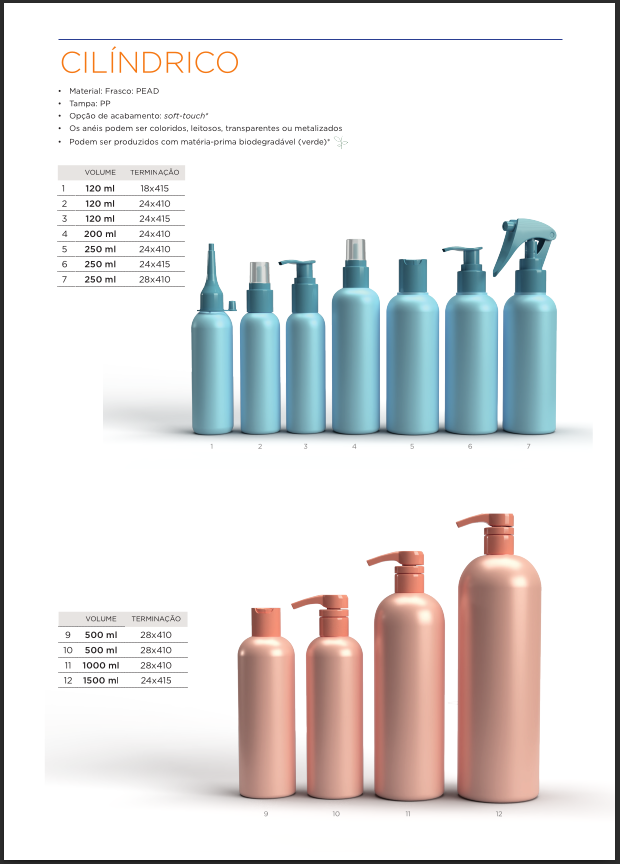 CILÍNDRICO
• Material: Frasco: PEAD
• Tampa: PP
• Opção de acabamento: soft-touch*
• Os anéis podem ser coloridos, leitosos, transparentes ou metalizados
• Podem ser produzidos com matéria-prima biodegradável (verde)*
VOLUME TERMINAÇÃO
1 120 ml 18x415
2 120 ml 24x410
3 120 ml 24x415
4 200 ml 24x410
5 250 ml 24x410
6 250 ml 24x415
7 250 ml 28x410
1 2 3 4 5 6 7
VOLUME TERMINAÇÃO
9 500 ml 28x410
10 500 ml 28x410
11 1000 ml 28x410
12 1500 ml 24x415
9 10 11 12